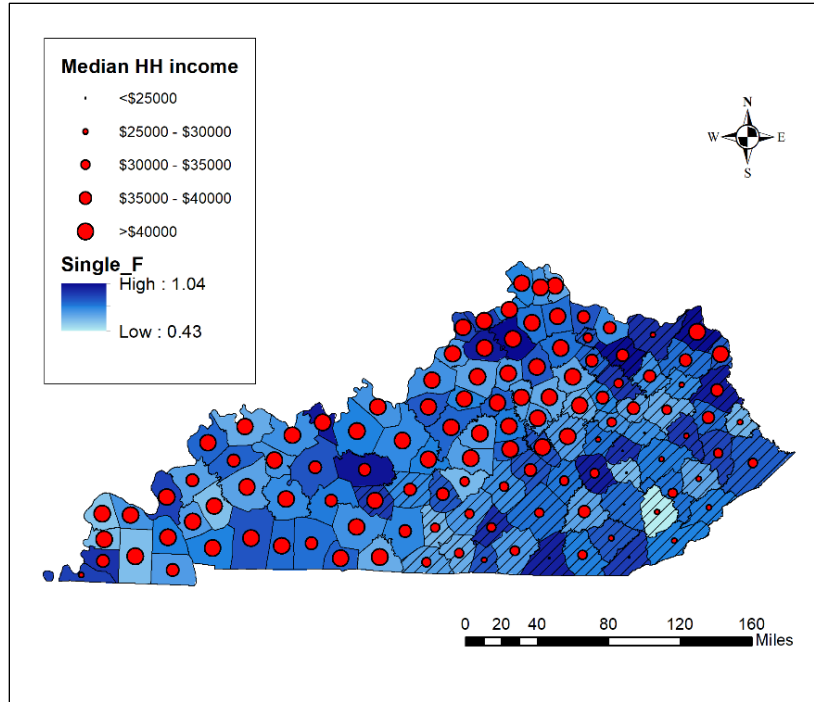 Median HH income
<$25000
$25000 - $30000
$30000 - $35000
$35000 - $40000
>$40000
Single_F
High : 1.04
Low : 0.43
N
W E
S
0 20 40 80 120 160
Miles